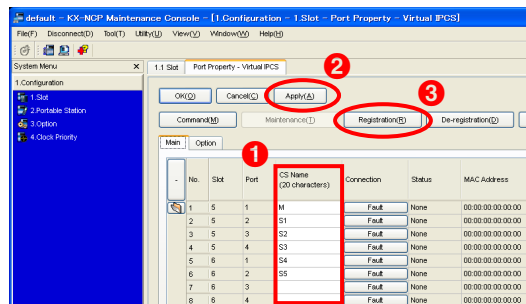 default - KX-NCP Maintenance Console - [1.Configuration - 1.Slot - Port Property - Virtual IPCS]
File(F) Disconnect(D) Tool(T) Utility(U) View(V) Window(W) Help(H)
System Menu x
1.1 Slot Port Property - Virtual IPCS
1.Configuration
1.Slot
2.Portable Station
3.Option
4.Clock Priority
2
OK(O) Cancel(C) Apply(A)
3
Command(M) Maintenance(T) Registration(R) De-registration(D)
Main Option
1
- No. Slot Port CS Name (20 characters) Connection Status MAC Address
1 5 1 M Fault None 00:00:00:00:00:00
2 5 2 S1 Fault None 00:00:00:00:00:00
3 5 3 S2 Fault None 00:00:00:00:00:00
4 5 4 S3 Fault None 00:00:00:00:00:00
5 6 1 S4 Fault None 00:00:00:00:00:00
6 6 2 S5 Fault None 00:00:00:00:00:00
7 6 3 Fault None 00:00:00:00:00:00
8 6 4 Fault None 00:00:00:00:00:00